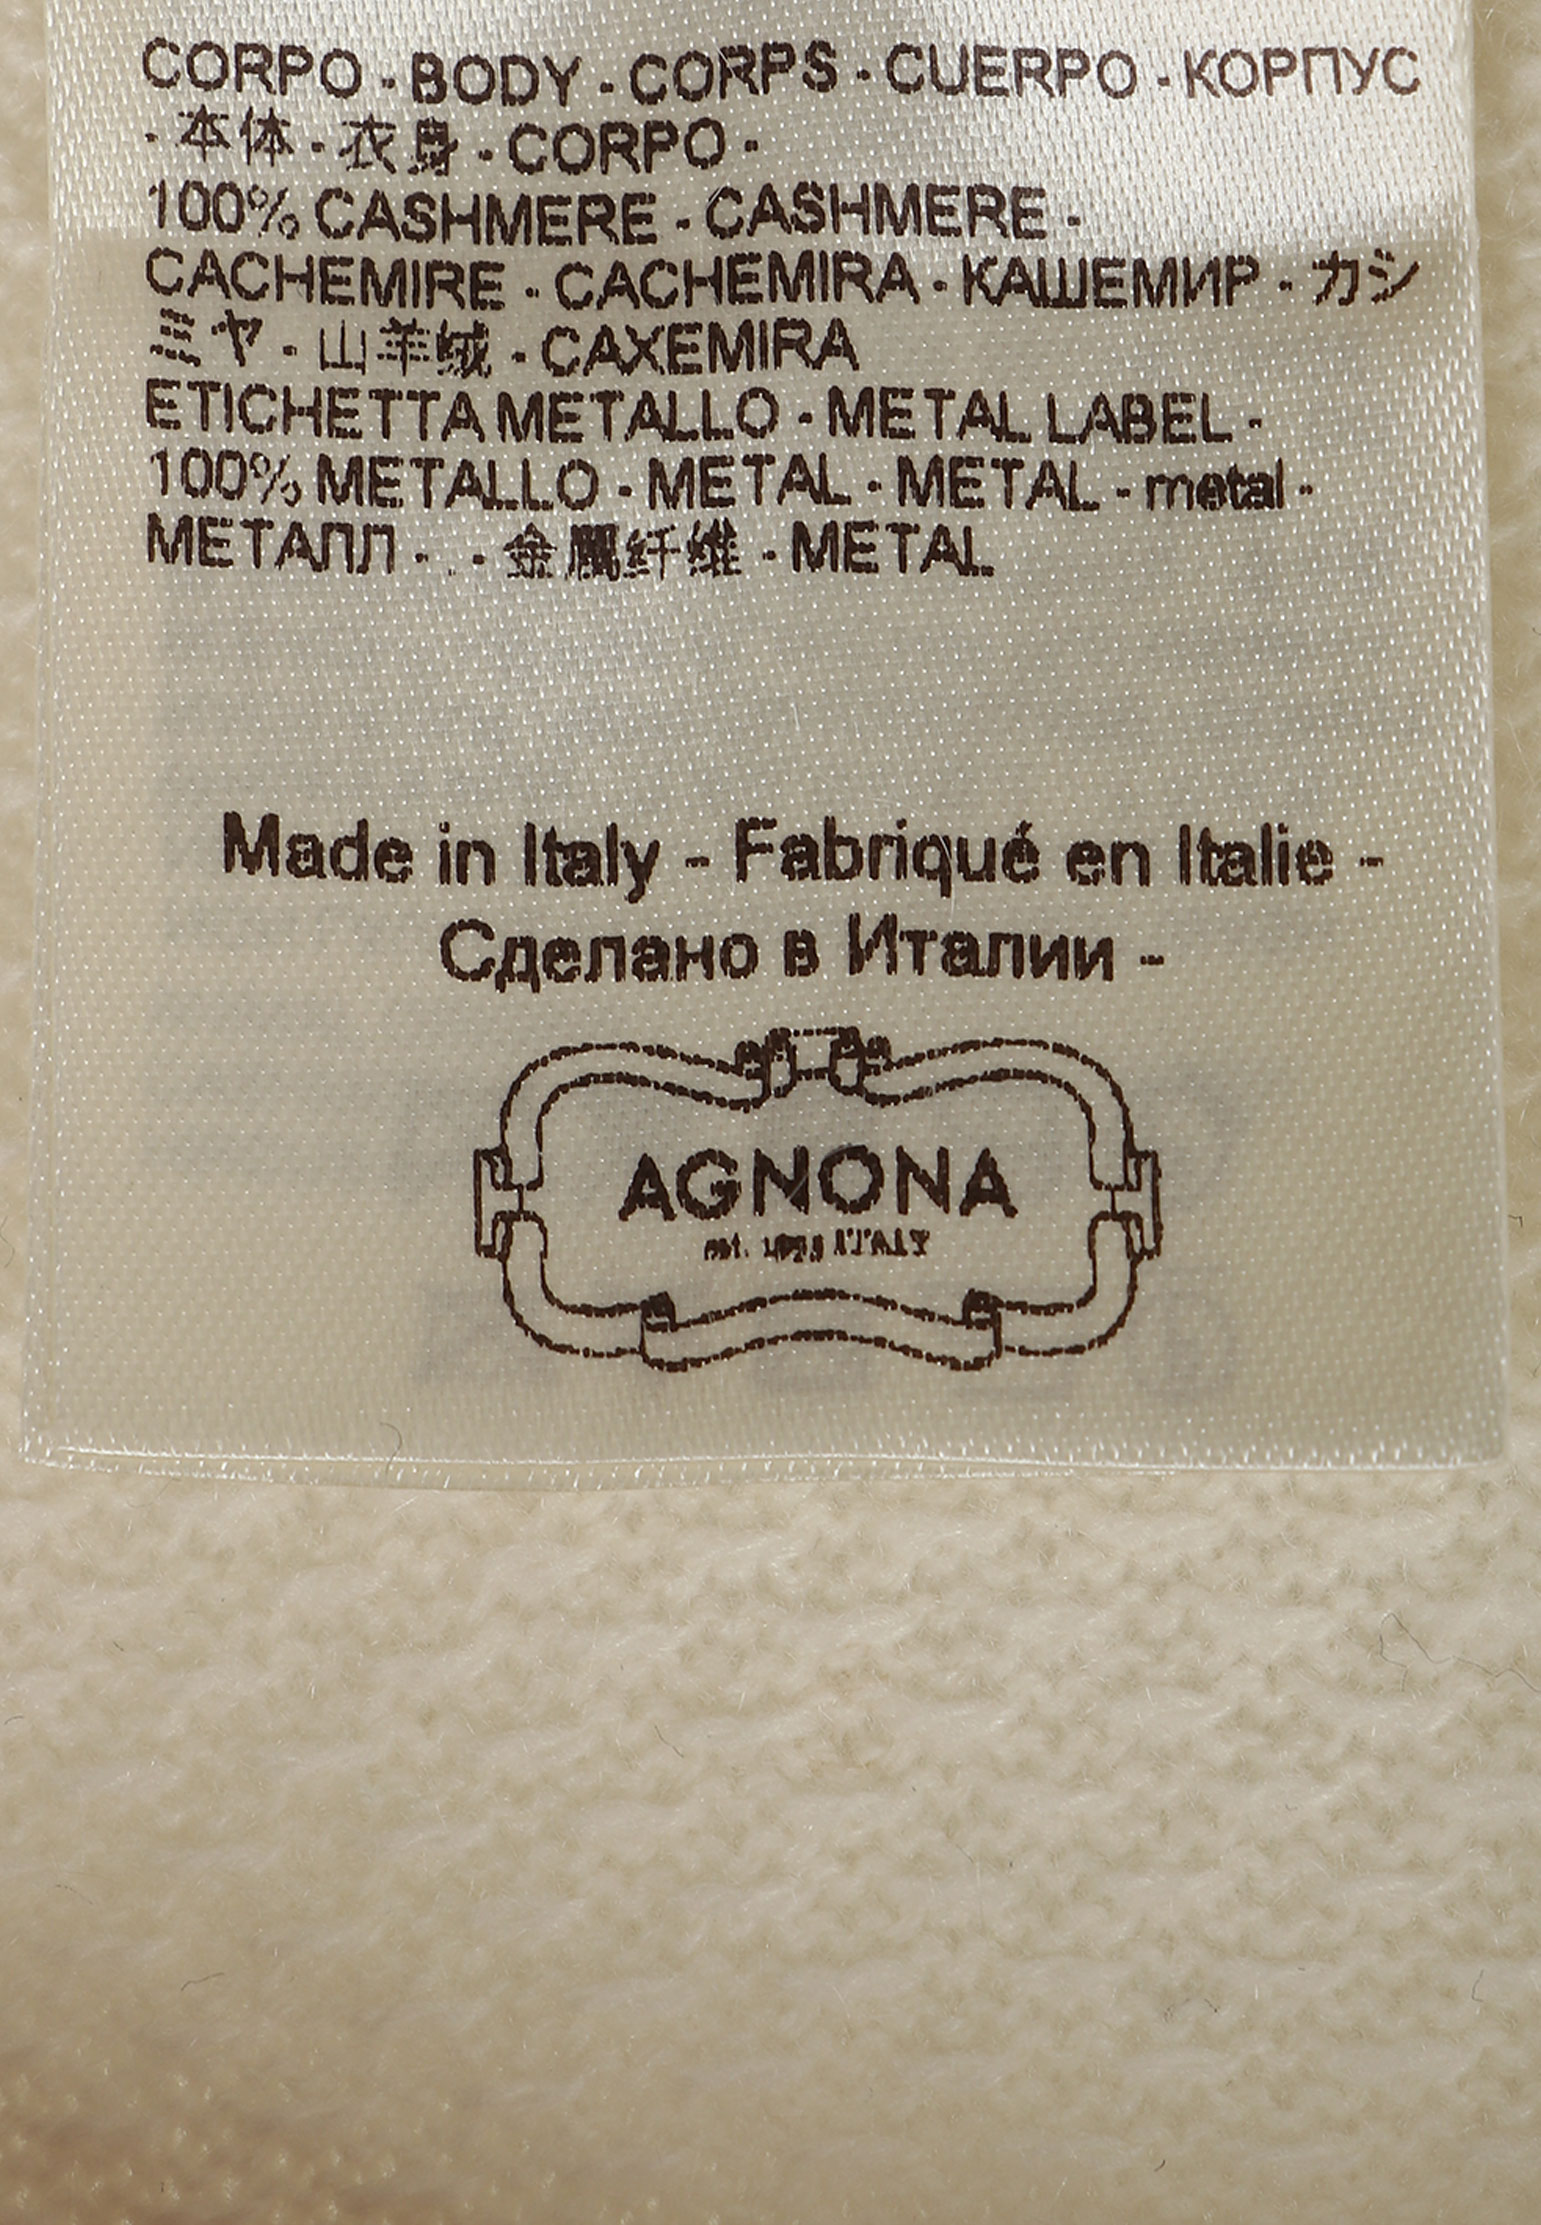 CORPO - BODY - CORPS - CUERPO - КОРПУС
- 本体 - 衣身 - CORPO -
100% CASHMERE - CASHMERE -
CACHEMIRE - CACHEMIRA - КАШЕМИР - カシ
ミヤ - 山羊绒 - CAXEMIRA
ETICHETTA METALLO - METAL LABEL -
100% METALLO - METAL - METAL - metal -
МЕТАЛЛ - . - 金属纤维 - METAL
Made in Italy - Fabriqué en Italie -
Сделано в Италии -
AGNONA
est. ITALY